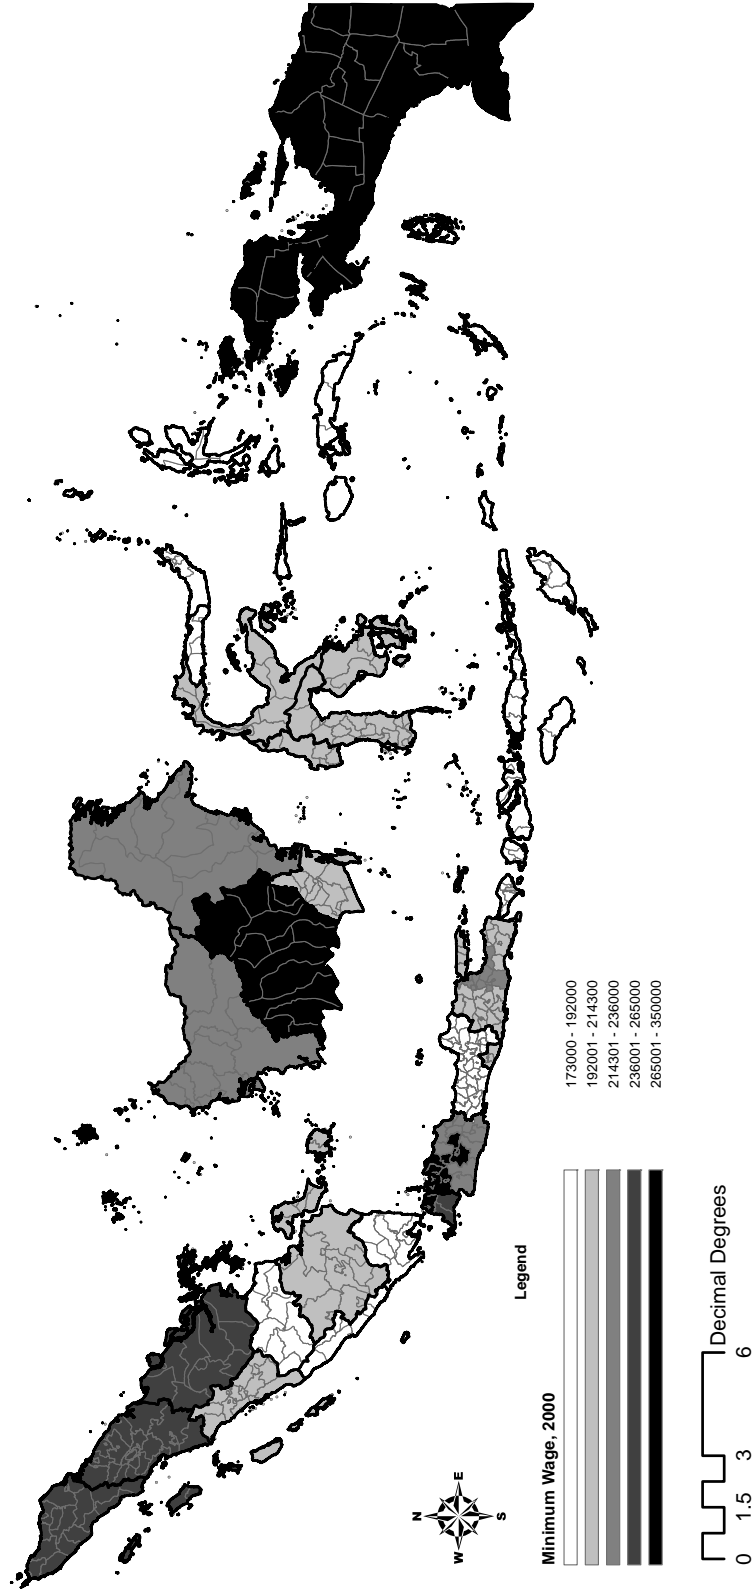 N
W E
S
Legend
Minimum Wage, 2000
173000 - 192000
192001 - 214300
214301 - 236000
236001 - 265000
265001 - 350000
0 1.5 3 6
Decimal Degrees